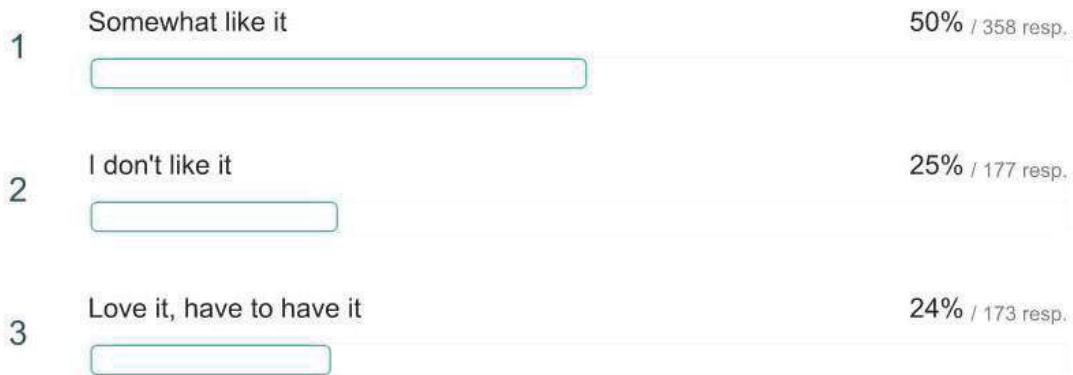 1 Somewhat like it 50% / 358 resp.
2 I don't like it 25% / 177 resp.
3 Love it, have to have it 24% / 173 resp.